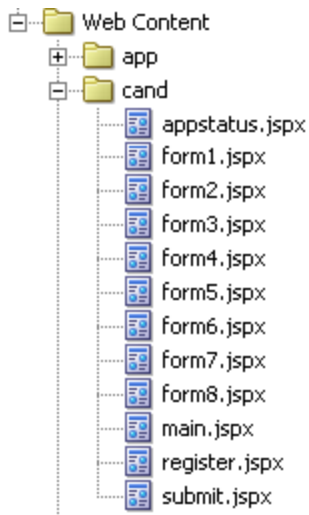 Web Content
app
cand
appstatus.jspx
form1.jspx
form2.jspx
form3.jspx
form4.jspx
form5.jspx
form6.jspx
form7.jspx
form8.jspx
main.jspx
register.jspx
submit.jspx